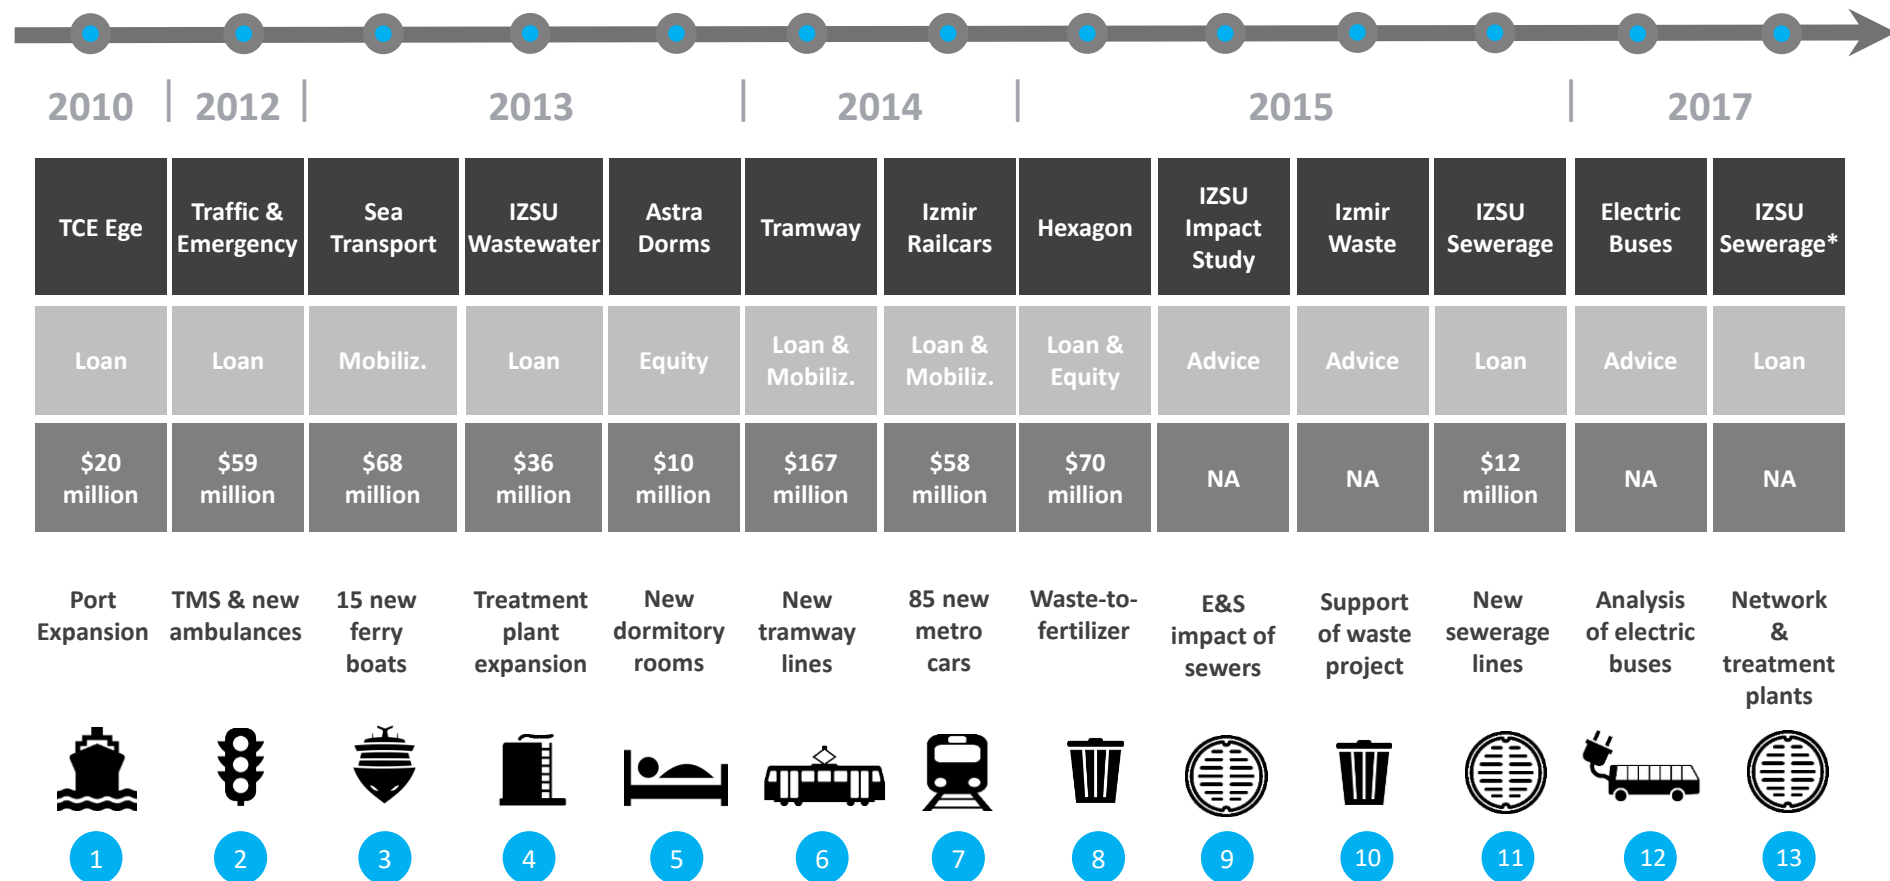 2010 | 2012 | 2013 | 2014 | 2015 | 2017
TCE Ege
Traffic &
Emergency
Sea
Transport
IZSU
Wastewater
Astra
Dorms
Tramway
Izmir
Railcars
Hexagon
IZSU
Impact
Study
Izmir
Waste
IZSU
Sewerage
Electric
Buses
IZSU
Sewerage*
Loan
Loan
Mobiliz.
Loan
Equity
Loan &
Mobiliz.
Loan &
Mobiliz.
Loan &
Equity
Advice
Advice
Loan
Advice
Loan
$20
million
$59
million
$68
million
$36
million
$10
million
$167
million
$58
million
$70
million
NA
NA
$12
million
NA
NA
Port
Expansion
TMS & new
ambulances
15 new
ferry
boats
Treatment
plant
expansion
New
dormitory
rooms
New
tramway
lines
85 new
metro
cars
Waste-to-
fertilizer
E&S
impact of
sewers
Support
of waste
project
New
sewerage
lines
Analysis
of electric
buses
Network
&
treatment
plants
1
2
3
4
5
6
7
8
9
10
11
12
13